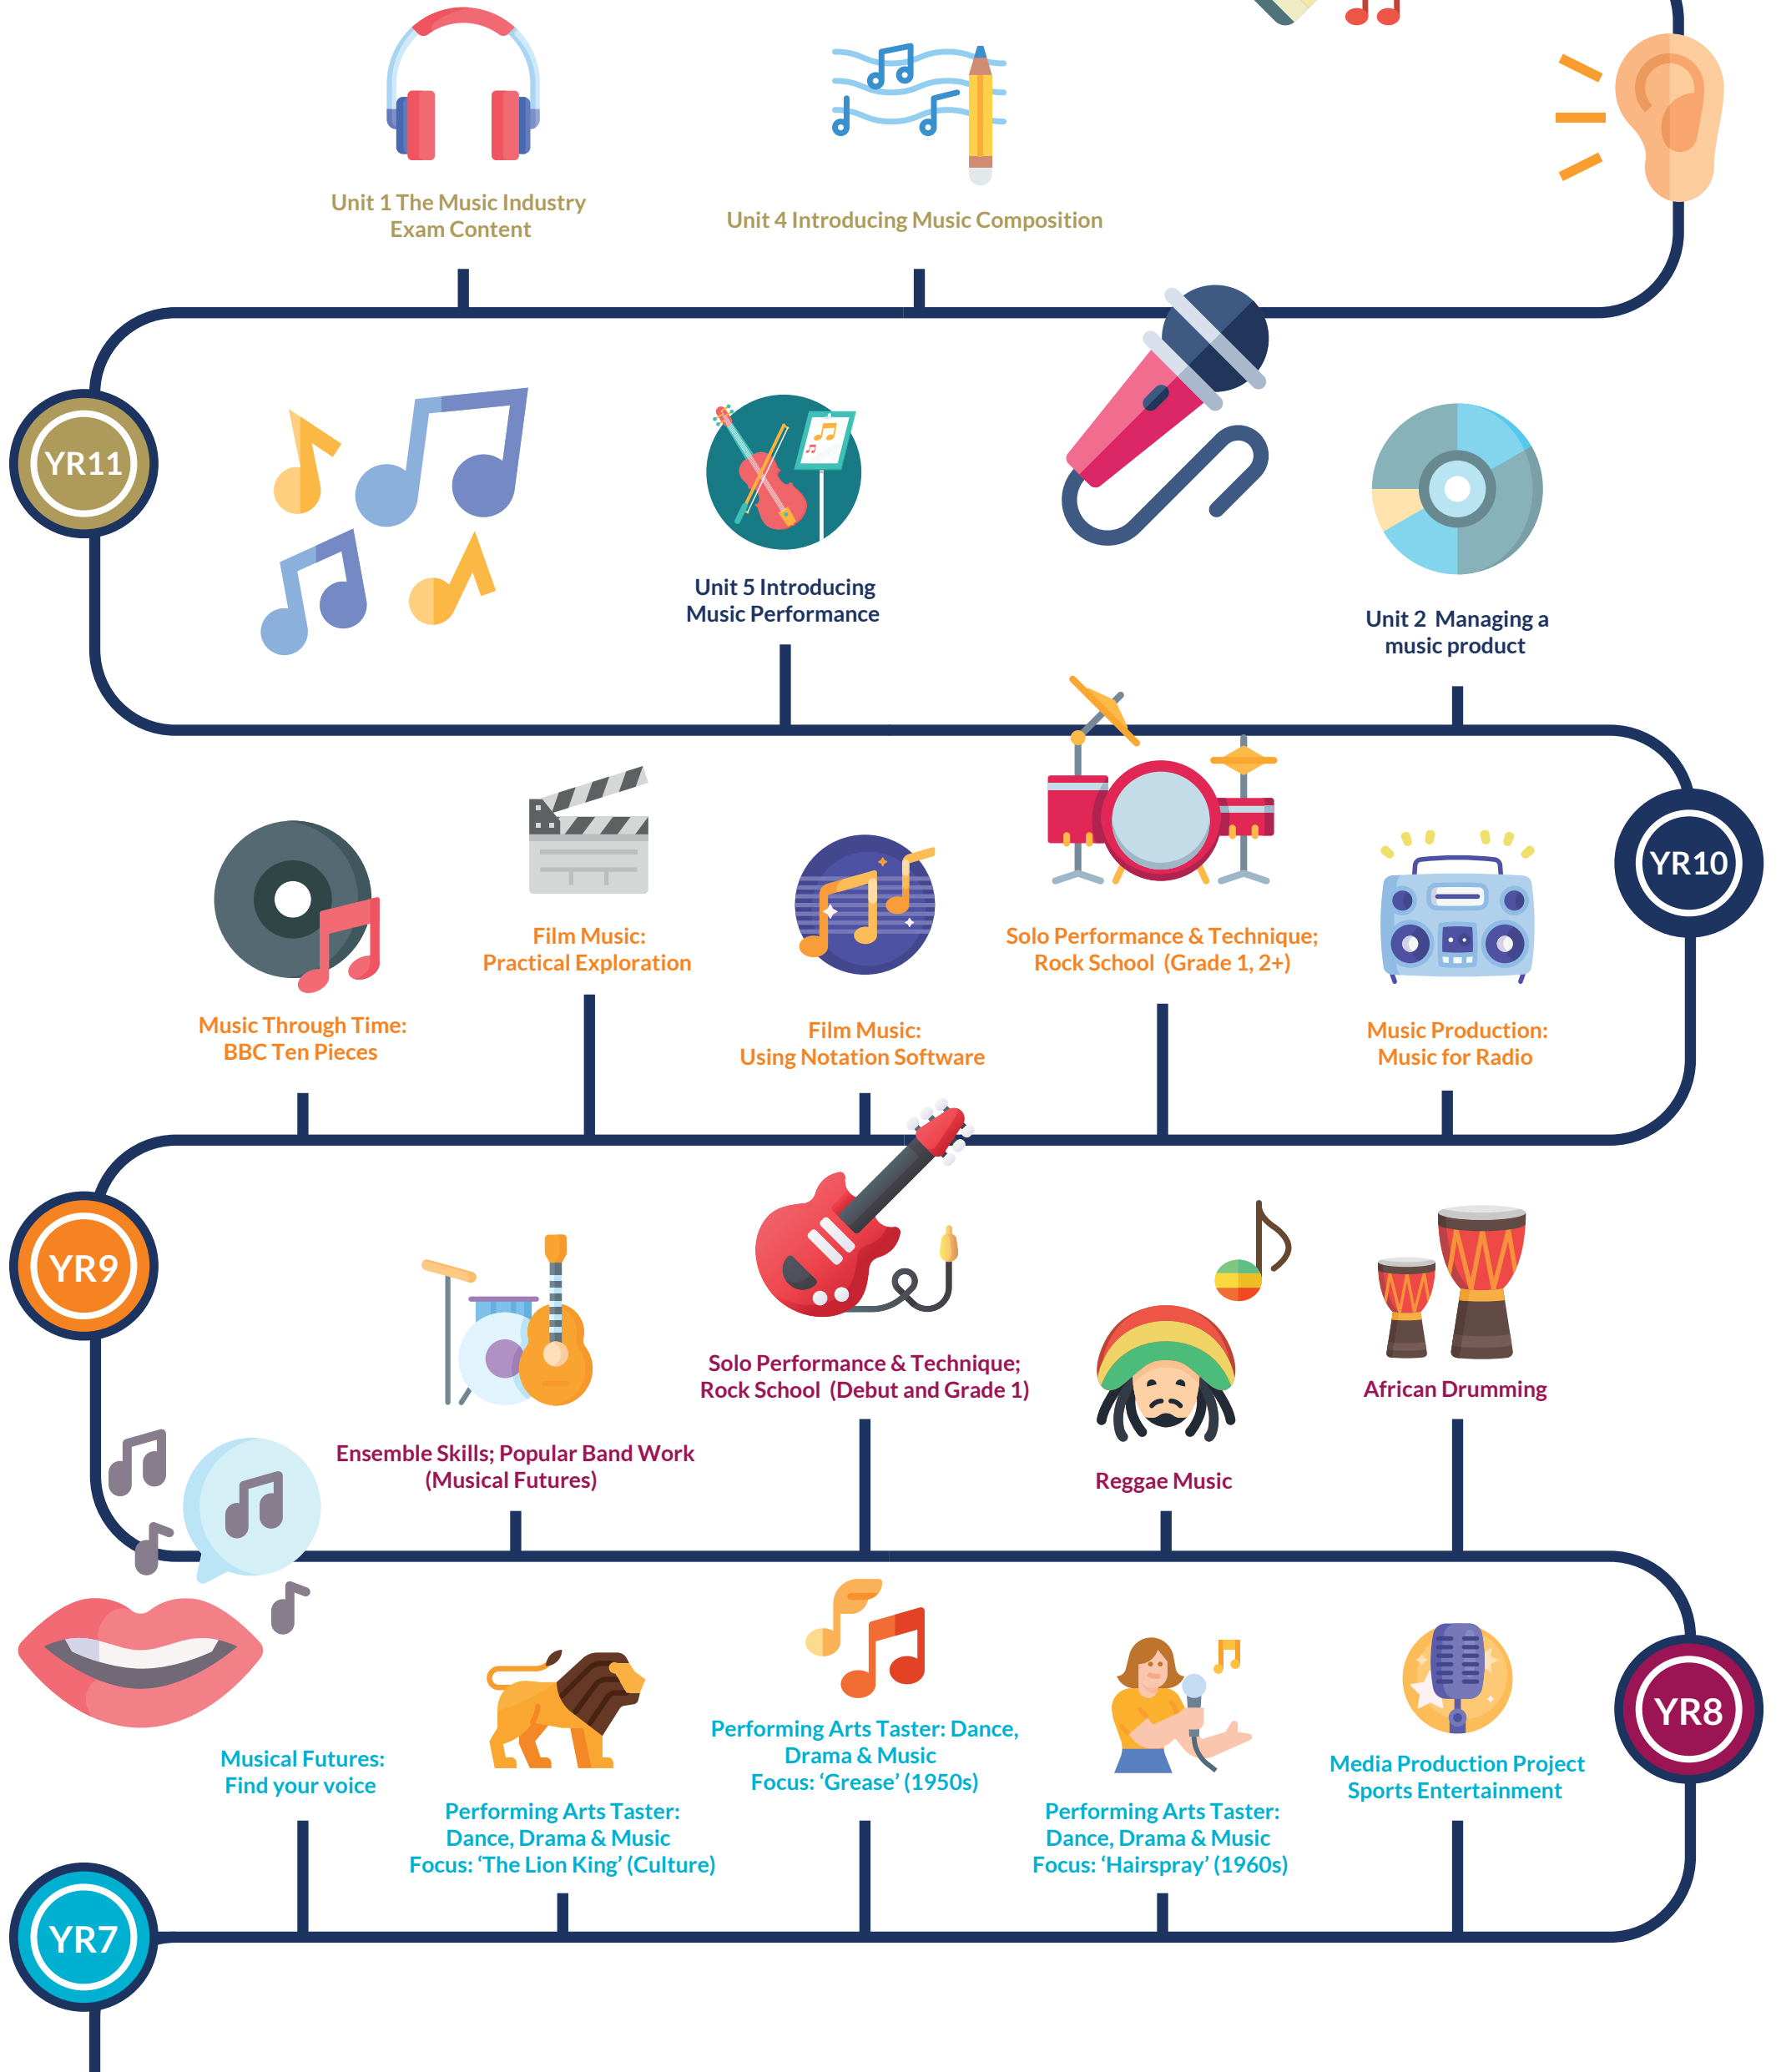 Unit 1 The Music Industry
Exam Content
Unit 4 Introducing Music Composition
YR11
Unit 5 Introducing
Music Performance
Unit 2  Managing a
music product
YR10
Music Through Time:
BBC Ten Pieces
Film Music:
Practical Exploration
Film Music:
Using Notation Software
Solo Performance & Technique;
Rock School  (Grade 1, 2+)
Music Production:
Music for Radio
YR9
Ensemble Skills; Popular Band Work
(Musical Futures)
Solo Performance & Technique;
Rock School  (Debut and Grade 1)
Reggae Music
African Drumming
YR8
Musical Futures:
Find your voice
Performing Arts Taster:
Dance, Drama & Music
Focus: ‘The Lion King’ (Culture)
Performing Arts Taster: Dance,
Drama & Music
Focus: ‘Grease’ (1950s)
Performing Arts Taster:
Dance, Drama & Music
Focus: ‘Hairspray’ (1960s)
Media Production Project
Sports Entertainment
YR7